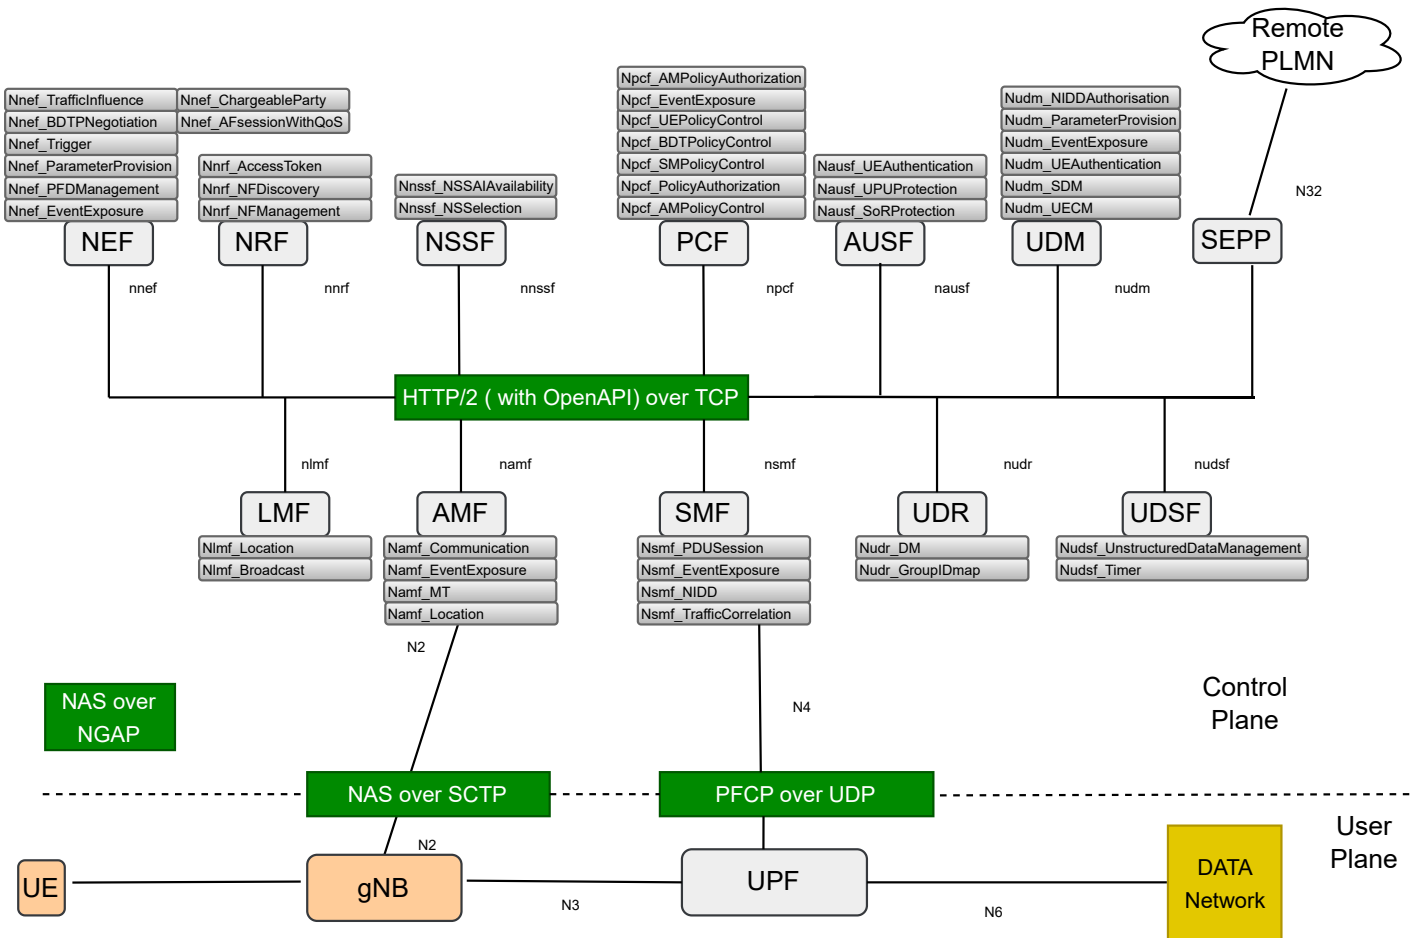 Remote
PLMN
Nnef_TrafficInfluence
Nnef_BDTPNegotiation
Nnef_Trigger
Nnef_ParameterProvision
Nnef_PFDManagement
Nnef_EventExposure
Nnef_ChargeableParty
Nnef_AFsessionWithQoS
Nnrf_AccessToken
Nnrf_NFDiscovery
Nnrf_NFManagement
Nnssf_NSSAIAvailability
Nnssf_NSSelection
Npcf_AMPolicyAuthorization
Npcf_EventExposure
Npcf_UEPolicyControl
Npcf_BDTPolicyControl
Npcf_SMPolicyControl
Npcf_PolicyAuthorization
Npcf_AMPolicyControl
Nausf_UEAuthentication
Nausf_UPUProtection
Nausf_SoRProtection
Nudm_NIDDAuthorisation
Nudm_ParameterProvision
Nudm_EventExposure
Nudm_UEAuthentication
Nudm_SDM
Nudm_UECM
N32
NEF
NRF
NSSF
PCF
AUSF
UDM
SEPP
nnef
nnrf
nnssf
npcf
nausf
nudm
HTTP/2 ( with OpenAPI) over TCP
nlmf
namf
nsmf
nudr
nudsf
LMF
AMF
SMF
UDR
UDSF
Nlmf_Location
Nlmf_Broadcast
Namf_Communication
Namf_EventExposure
Namf_MT
Namf_Location
Nsmf_PDUSession
Nsmf_EventExposure
Nsmf_NIDD
Nsmf_TrafficCorrelation
Nudr_DM
Nudr_GroupIDmap
Nudsf_UnstructuredDataManagement
Nudsf_Timer
N2
N4
NAS over
NGAP
Control
Plane
NAS over SCTP
PFCP over UDP
User
Plane
N2
UE
gNB
UPF
DATA
Network
N3
N6